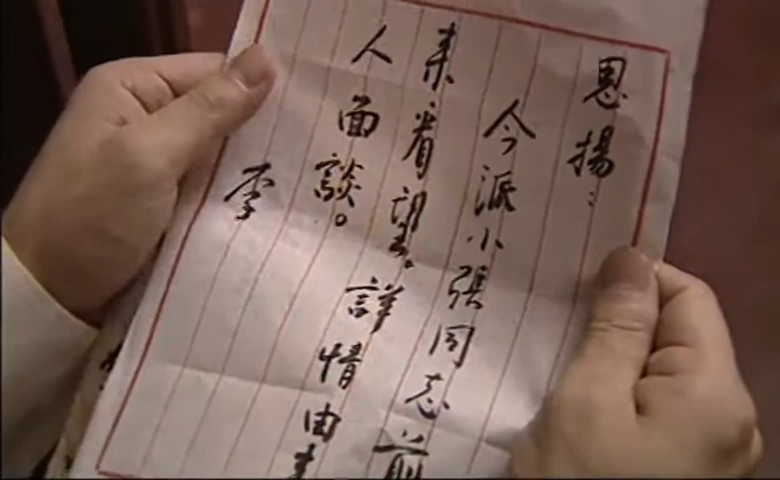 恩揚：
今派小張同志前
来看望。詳情由来
人面談。
李